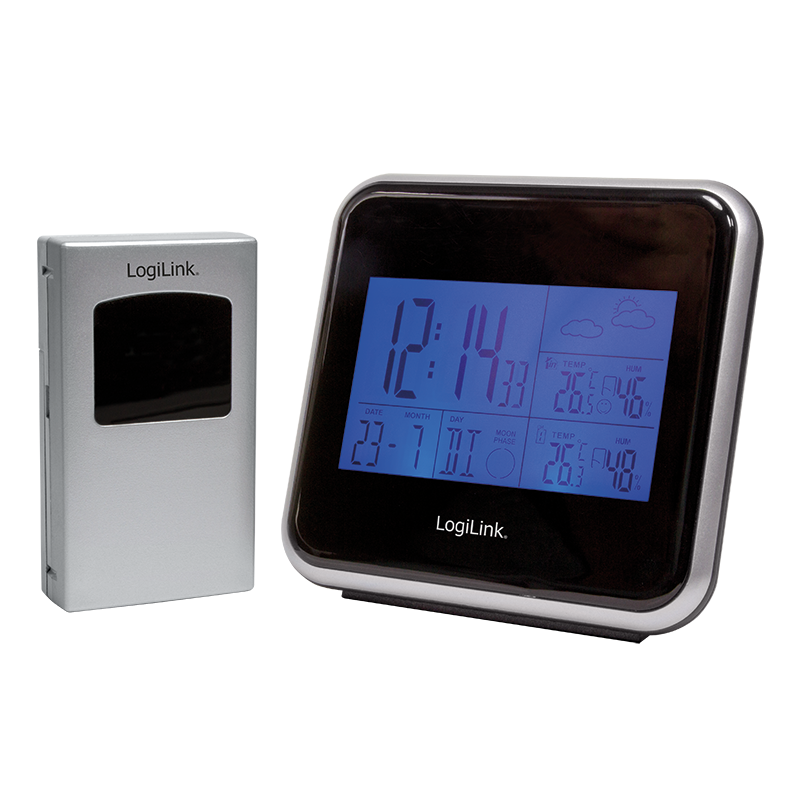 LogiLink®
12:14 33
TEMP HUM
26.5 °C 46%
DATE MONTH DAY MOON PHASE
23-7 DI
TEMP HUM
26.3 °C 48%
LogiLink®